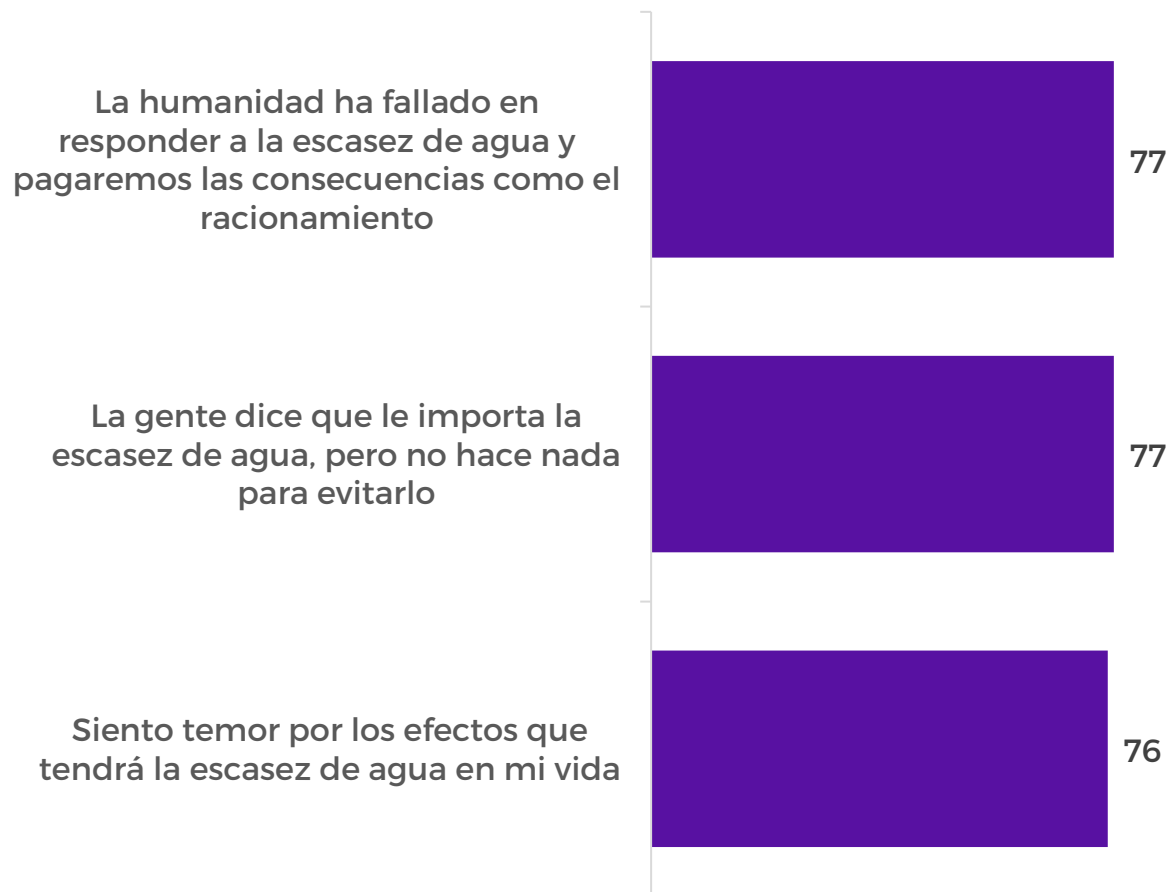 La humanidad ha fallado en
responder a la escasez de agua y
pagaremos las consecuencias como el
racionamiento
77
La gente dice que le importa la
escasez de agua, pero no hace nada
para evitarlo
77
Siento temor por los efectos que
tendrá la escasez de agua en mi vida
76